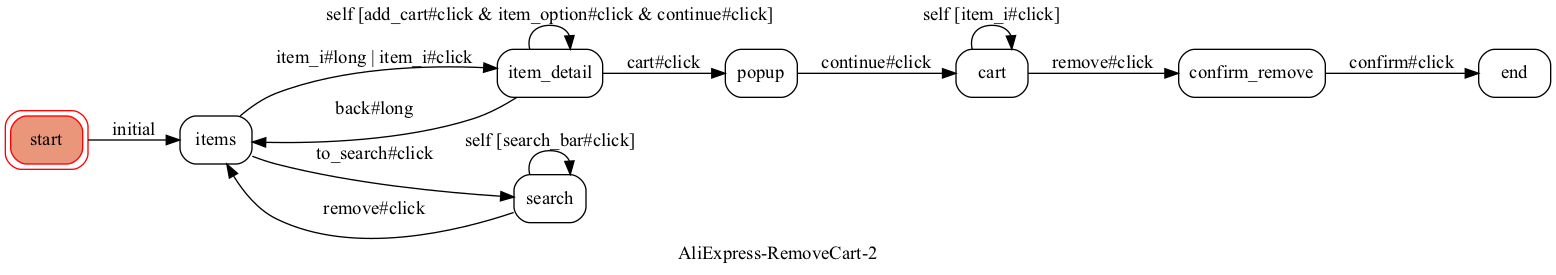 self [add_cart#click & item_option#click & continue#click]
self [item_i#click]
item_i#long | item_i#click
item_detail
cart#click
popup
continue#click
cart
remove#click
confirm_remove
confirm#click
end
back#long
start
initial
items
to_search#click
self [search_bar#click]
search
remove#click
AliExpress-RemoveCart-2